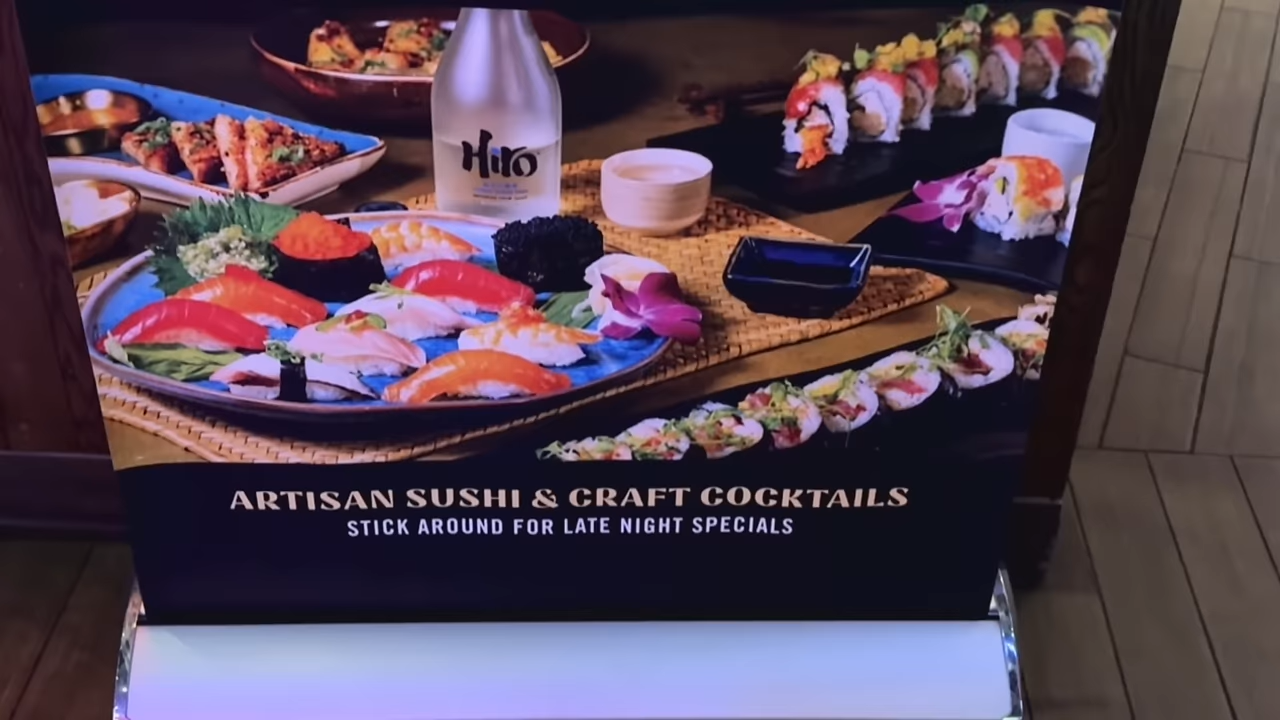 Hiro
ARTISAN SUSHI & CRAFT COCKTAILS
STICK AROUND FOR LATE NIGHT SPECIALS